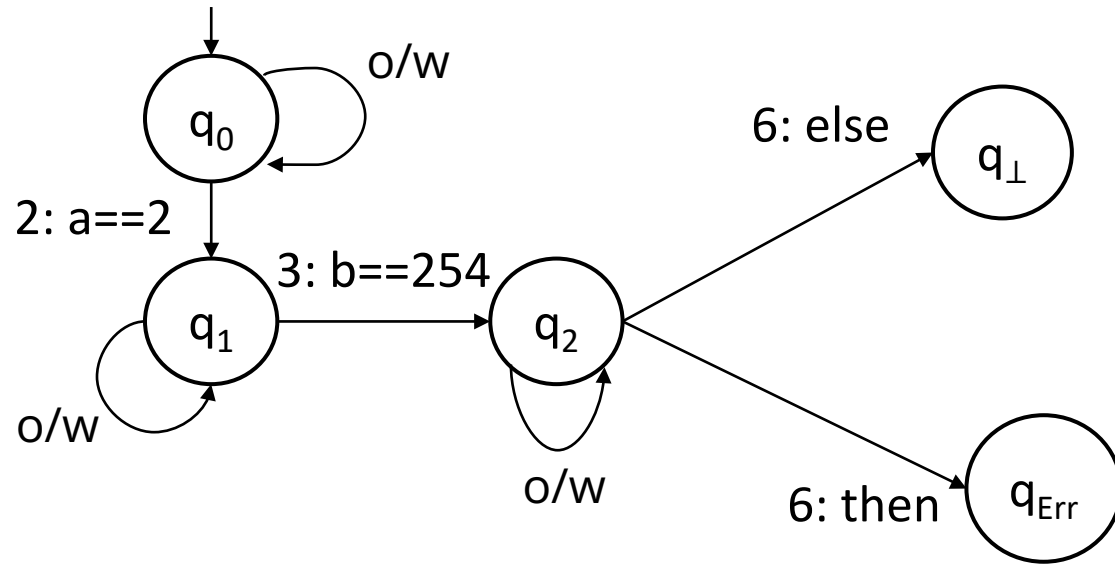 o/w
q₀
6: else
q⊥
2: a==2
3: b==254
q₁
q₂
o/w
o/w
6: then
qErr